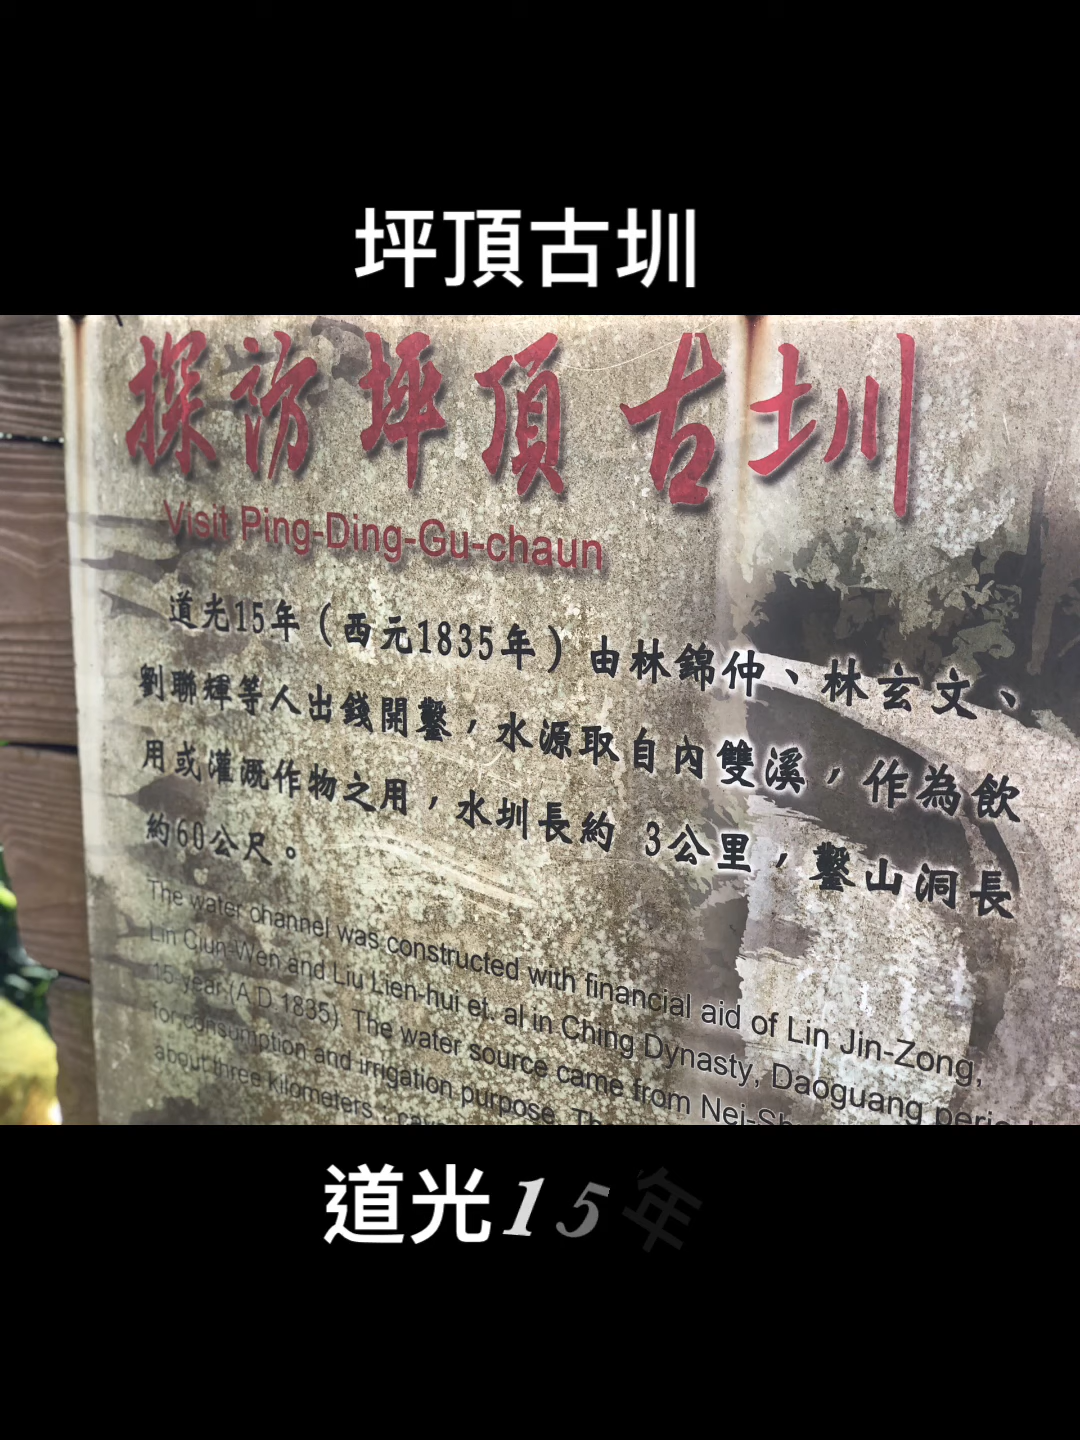 坪頂古圳
探訪坪頂古圳
Visit Ping-Ding-Gu-chaun
道光15年（西元1835年）由林錦仲、林玄文、
劉聯輝等人出錢開鑿，水源取自內雙溪，作為飲
用或灌溉作物之用，水圳長約 3公里，鑿山洞長
約60公尺。
The water channel was constructed with financial aid of Lin Jin-Zong,
Lin Ciun-Wen and Liu Lien-hui et. al in Ching Dynasty, Daoguang
15 year (A.D.1835). The water source came from Nei-
for consumption and irrigation purpose.
about three kilometers,
道光15年